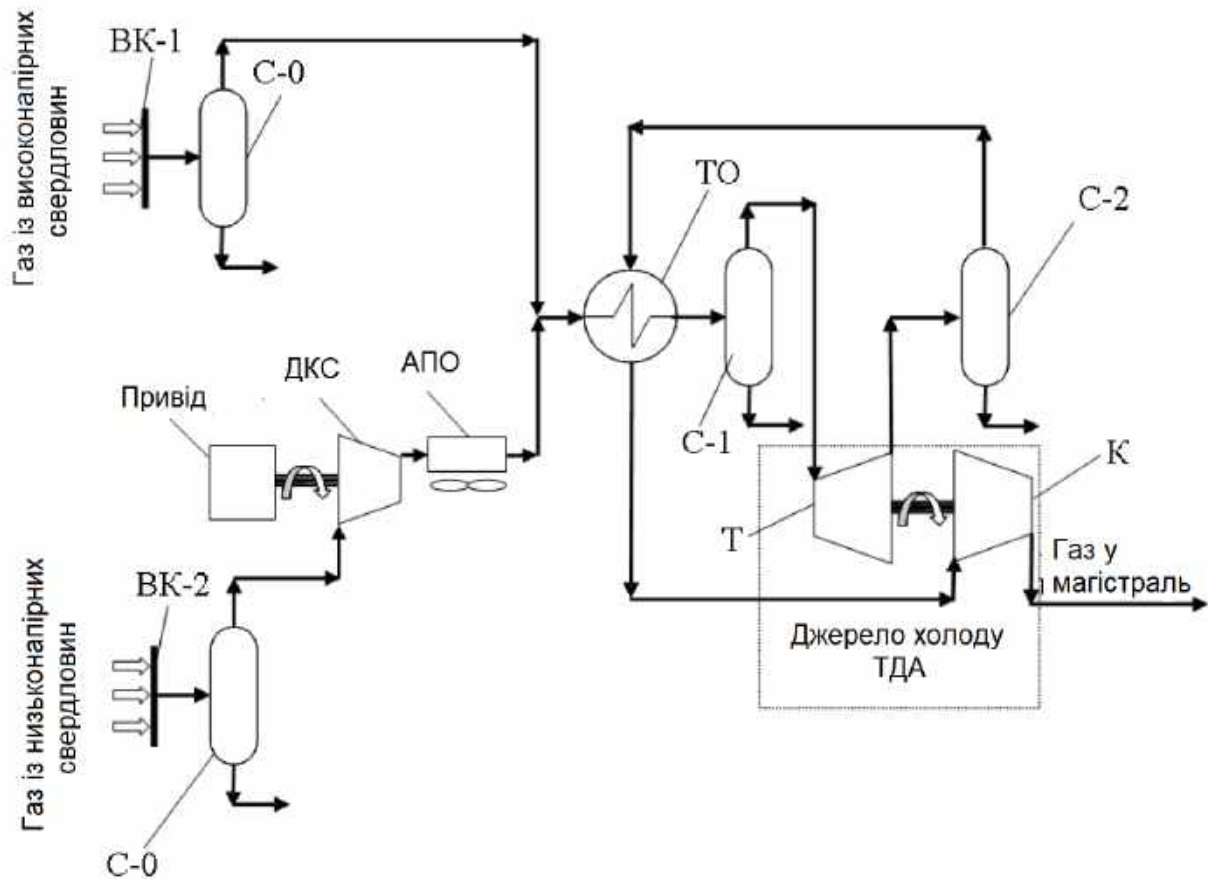 ВК-1
С-0
Газ із високонапірних
свердловин
ТО
С-2
С-1
ДКС
АПО
Привід
К
Т
Газ у
магістраль
Джерело холоду
ТДА
ВК-2
Газ із низьконапірних
свердловин
С-0